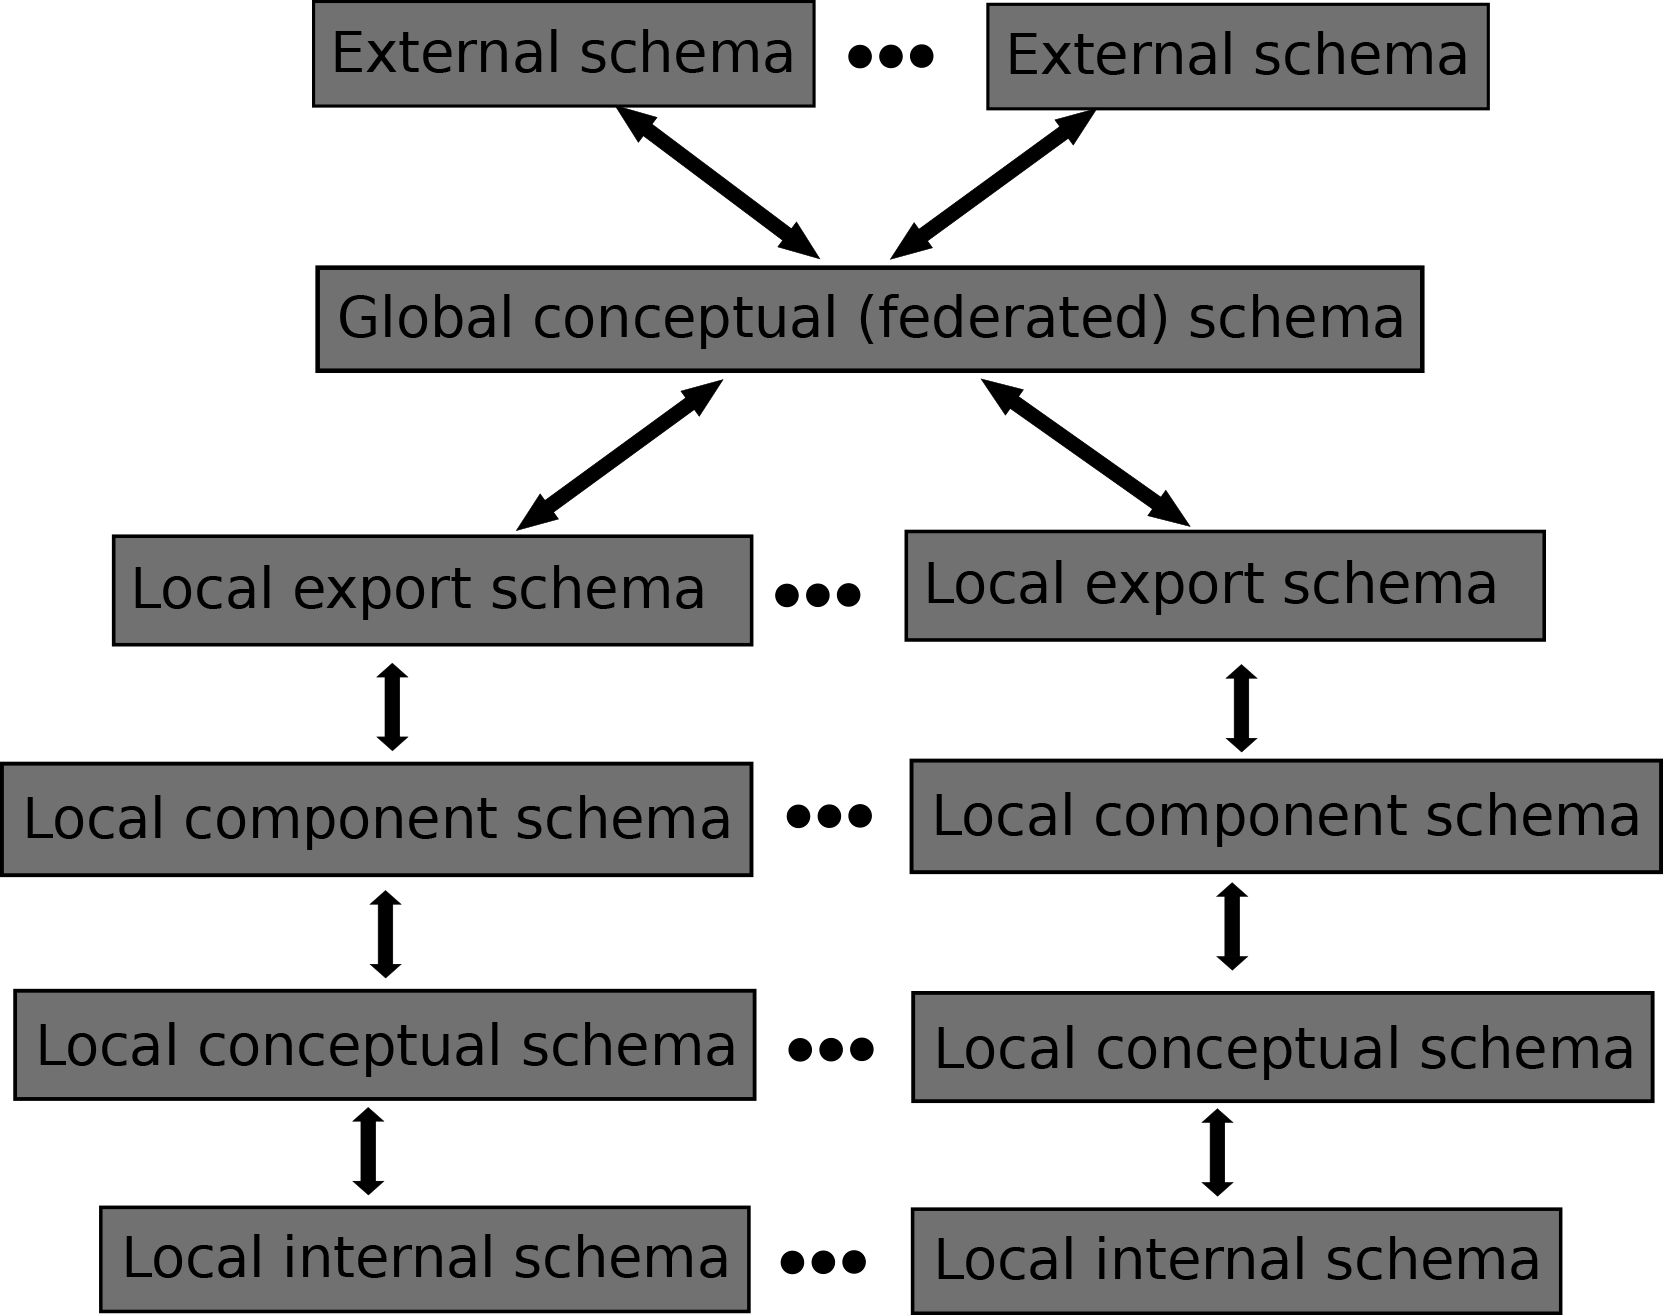 External schema
External schema
Global conceptual (federated) schema
Local export schema
Local export schema
Local component schema
Local component schema
Local conceptual schema
Local conceptual schema
Local internal schema
Local internal schema